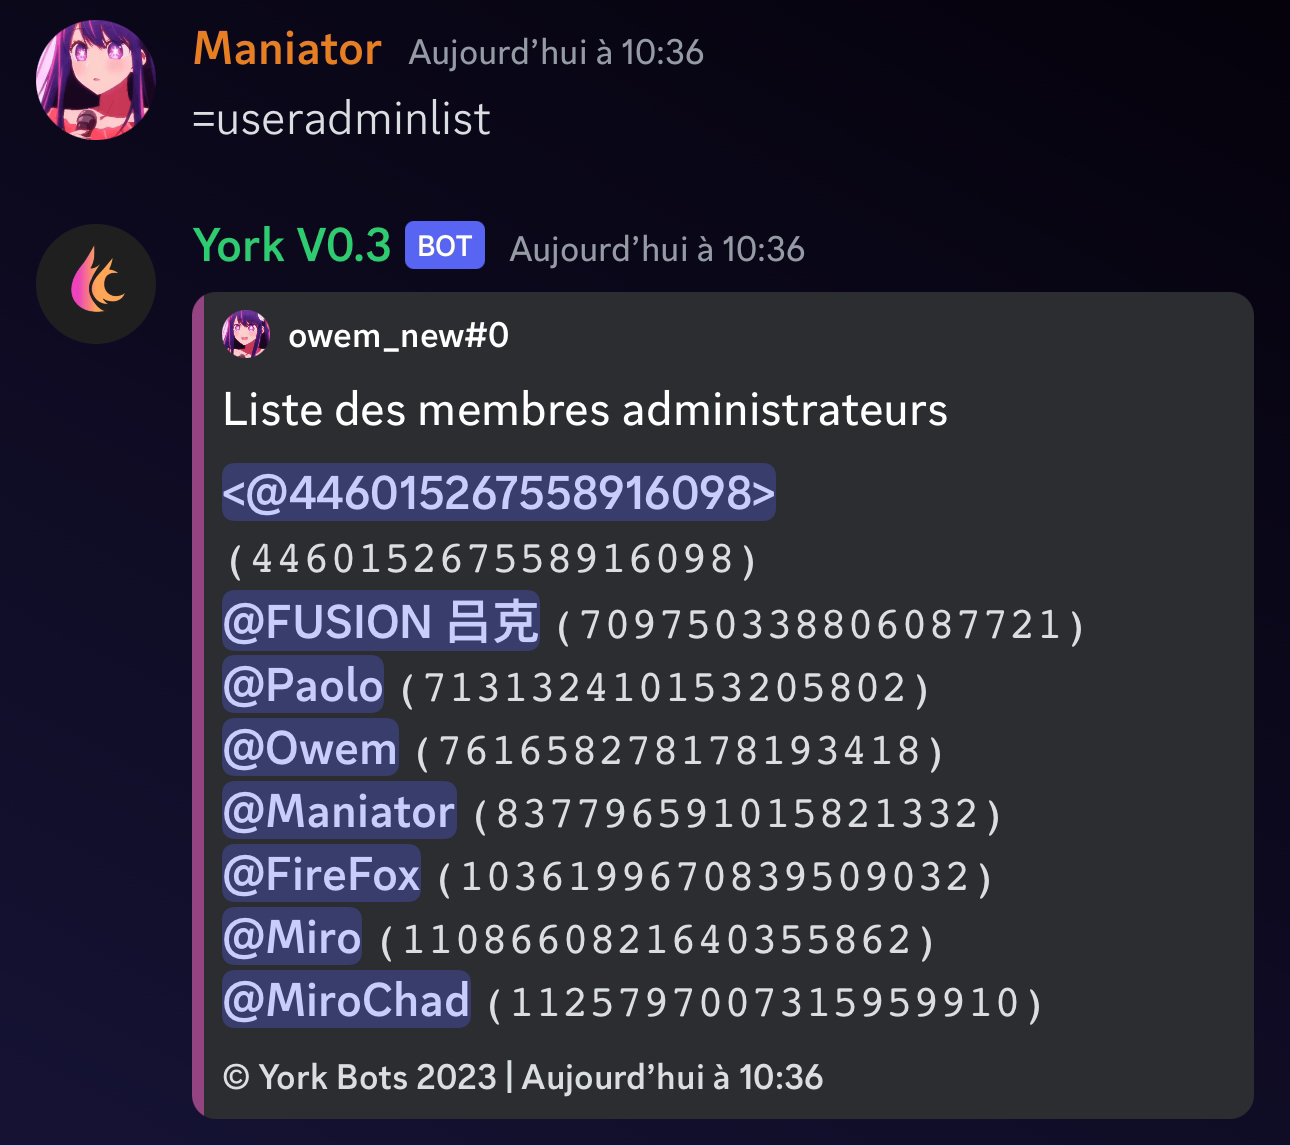 Maniator Aujourd’hui à 10:36
=useradminlist
York V0.3 BOT Aujourd’hui à 10:36
owem_new#0
Liste des membres administrateurs
<@446015267558916098>
(446015267558916098)
@FUSION 吕克 (709750338806087721)
@Paolo (713132410153205802)
@Owem (761658278178193418)
@Maniator (837796591015821332)
@FireFox (1036199670839509032)
@Miro (1108660821640355862)
@MiroChad (1125797007315959910)
© York Bots 2023 | Aujourd’hui à 10:36